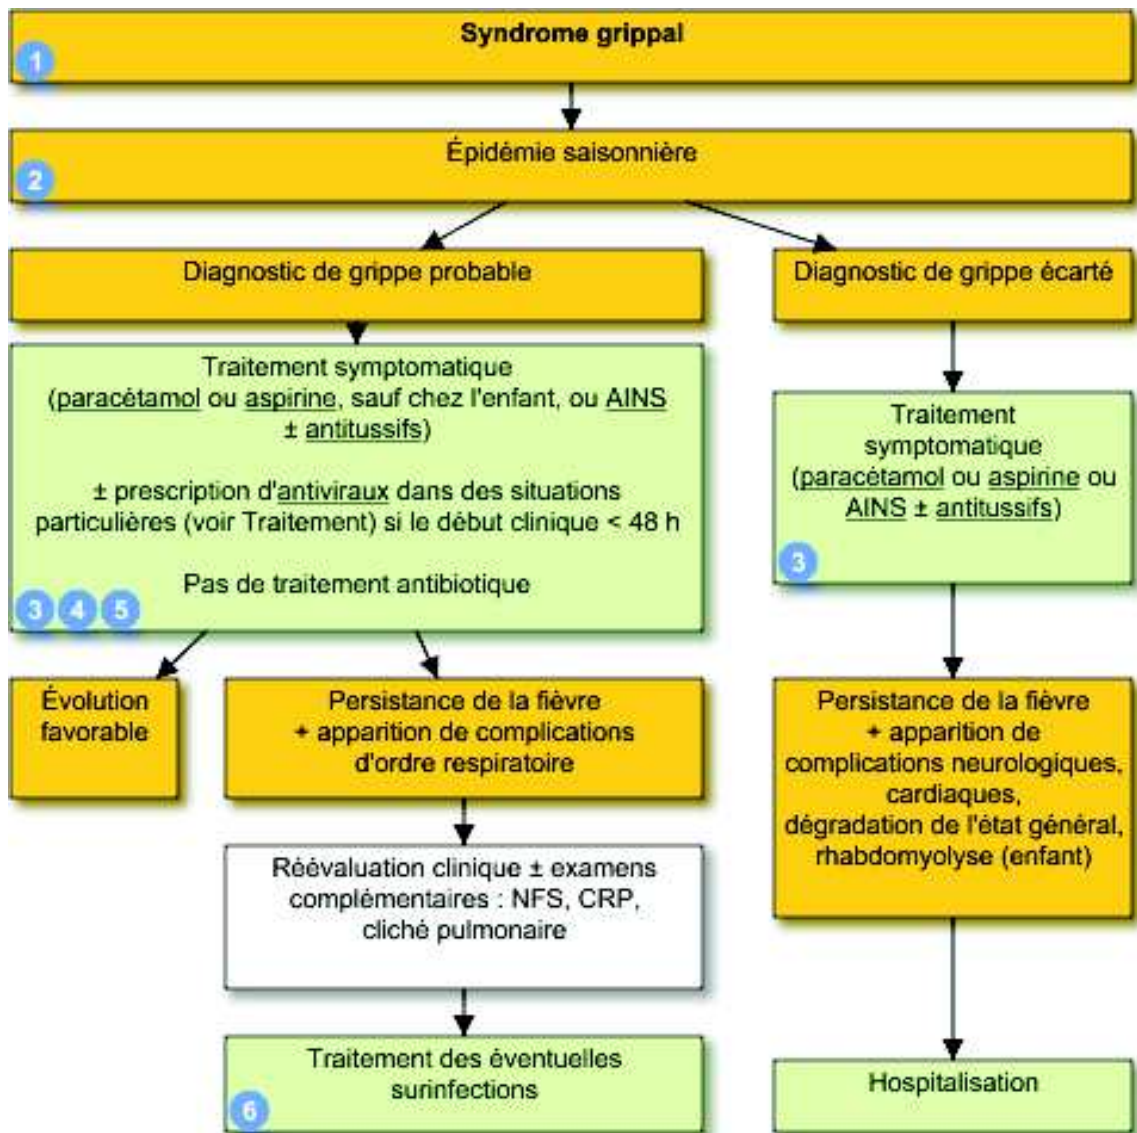 Syndrome grippal
1
Épidémie saisonnière
2
Diagnostic de grippe probable
Diagnostic de grippe écarté
Traitement symptomatique
(paracétamol ou aspirine, sauf chez l'enfant, ou AINS
± antitussifs)
± prescription d'antiviraux dans des situations
particulières (voir Traitement) si le début clinique < 48 h
Pas de traitement antibiotique
3 4 5
Traitement
symptomatique
(paracétamol ou aspirine ou
AINS ± antitussifs)
3
Évolution
favorable
Persistance de la fièvre
+ apparition de complications
d'ordre respiratoire
Persistance de la fièvre
+ apparition de
complications neurologiques,
cardiaques,
dégradation de l'état général,
rhabdomyolyse (enfant)
Réévaluation clinique ± examens
complémentaires : NFS, CRP,
cliché pulmonaire
Traitement des éventuelles
surinfections
6
Hospitalisation